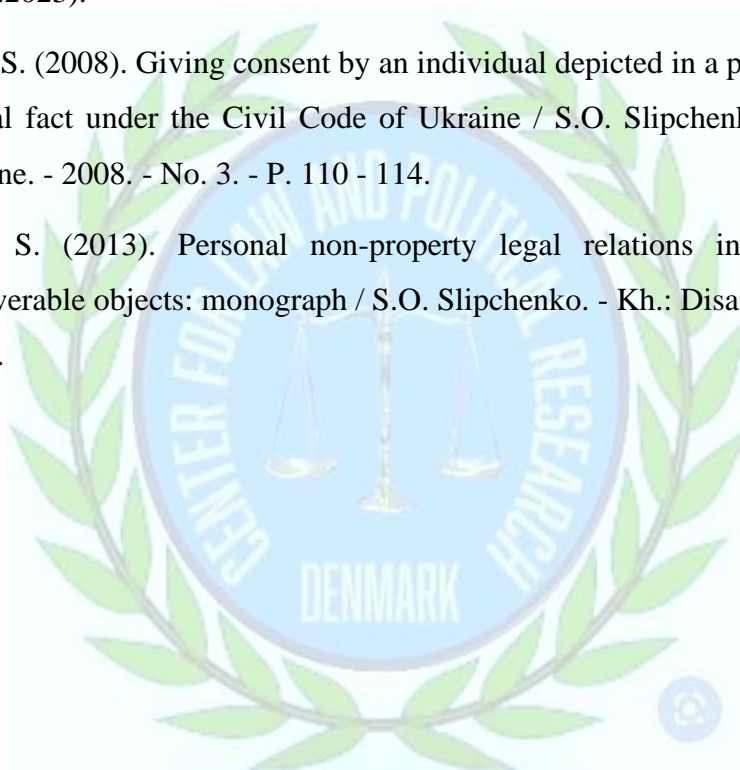 2023).
S. (2008). Giving consent by an individual depicted in a p
al fact under the Civil Code of Ukraine / S.O. Slipchenk
ne. - 2008. - No. 3. - P. 110 - 114.
S. (2013). Personal non-property legal relations in
verable objects: monograph / S.O. Slipchenko. - Kh.: Disa
CENTER FOR LAW AND POLITICAL RESEARCH
DENMARK